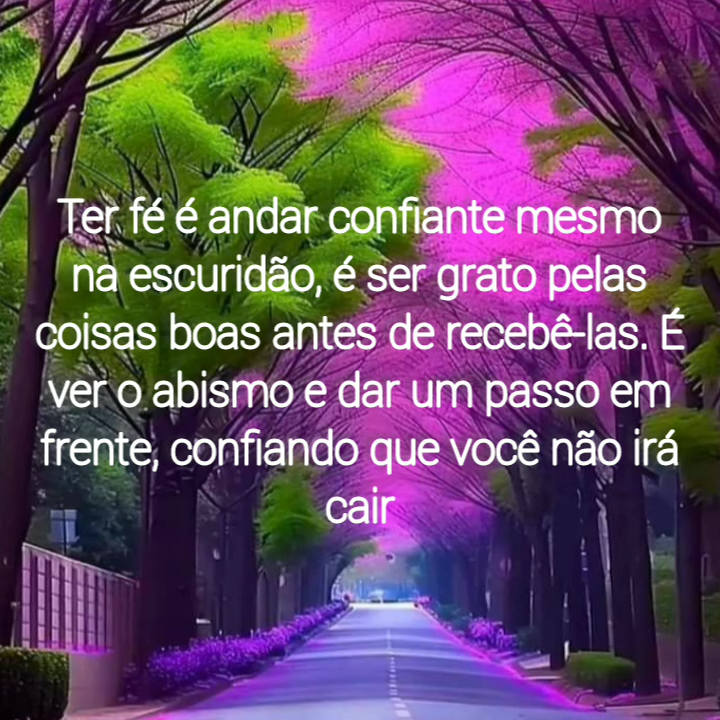 Ter fé é andar confiante mesmo
na escuridão, é ser grato pelas
coisas boas antes de recebê-las. É
ver o abismo e dar um passo em
frente, confiando que você não irá
cair